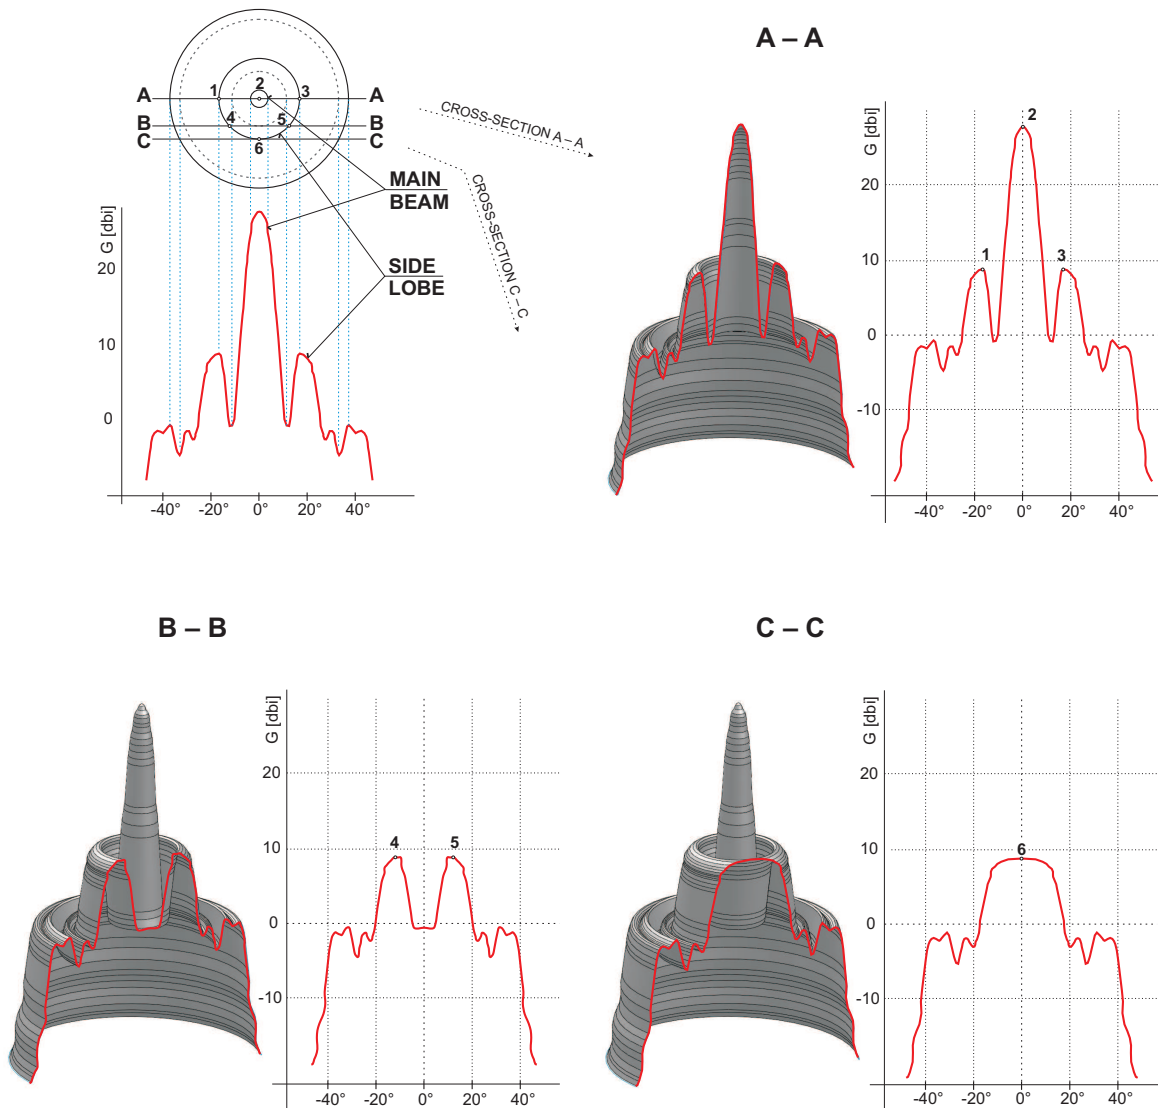 A – A
1
2
3
A
A
B
4
5
B
C
6
C
CROSS-SECTION A – A
CROSS-SECTION C – C
MAIN
BEAM
SIDE
LOBE
G [dbi]
20
10
0
-40°
-20°
0°
20°
40°
G [dbi]
2
20
10
1
3
0
-10
-40°
-20°
0°
20°
40°
B – B
G [dbi]
20
10
4
5
0
-10
-40°
-20°
0°
20°
40°
C – C
G [dbi]
20
10
6
0
-10
-40°
-20°
0°
20°
40°